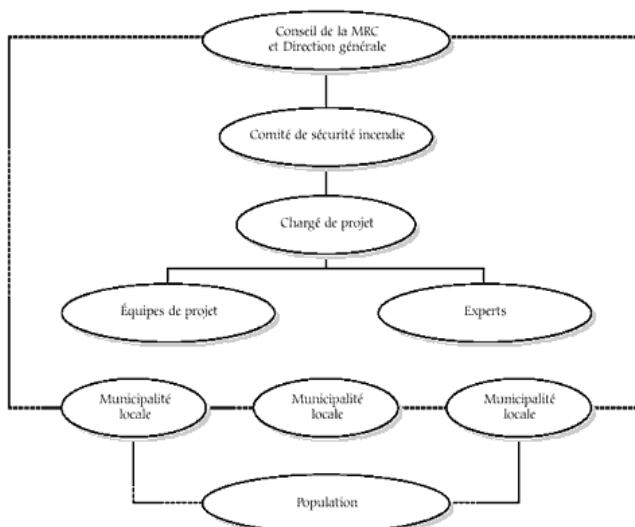 Conseil de la MRC
et Direction générale
Comité de sécurité incendie
Chargé de projet
Équipes de projet
Experts
Municipalité
locale
Municipalité
locale
Municipalité
locale
Population